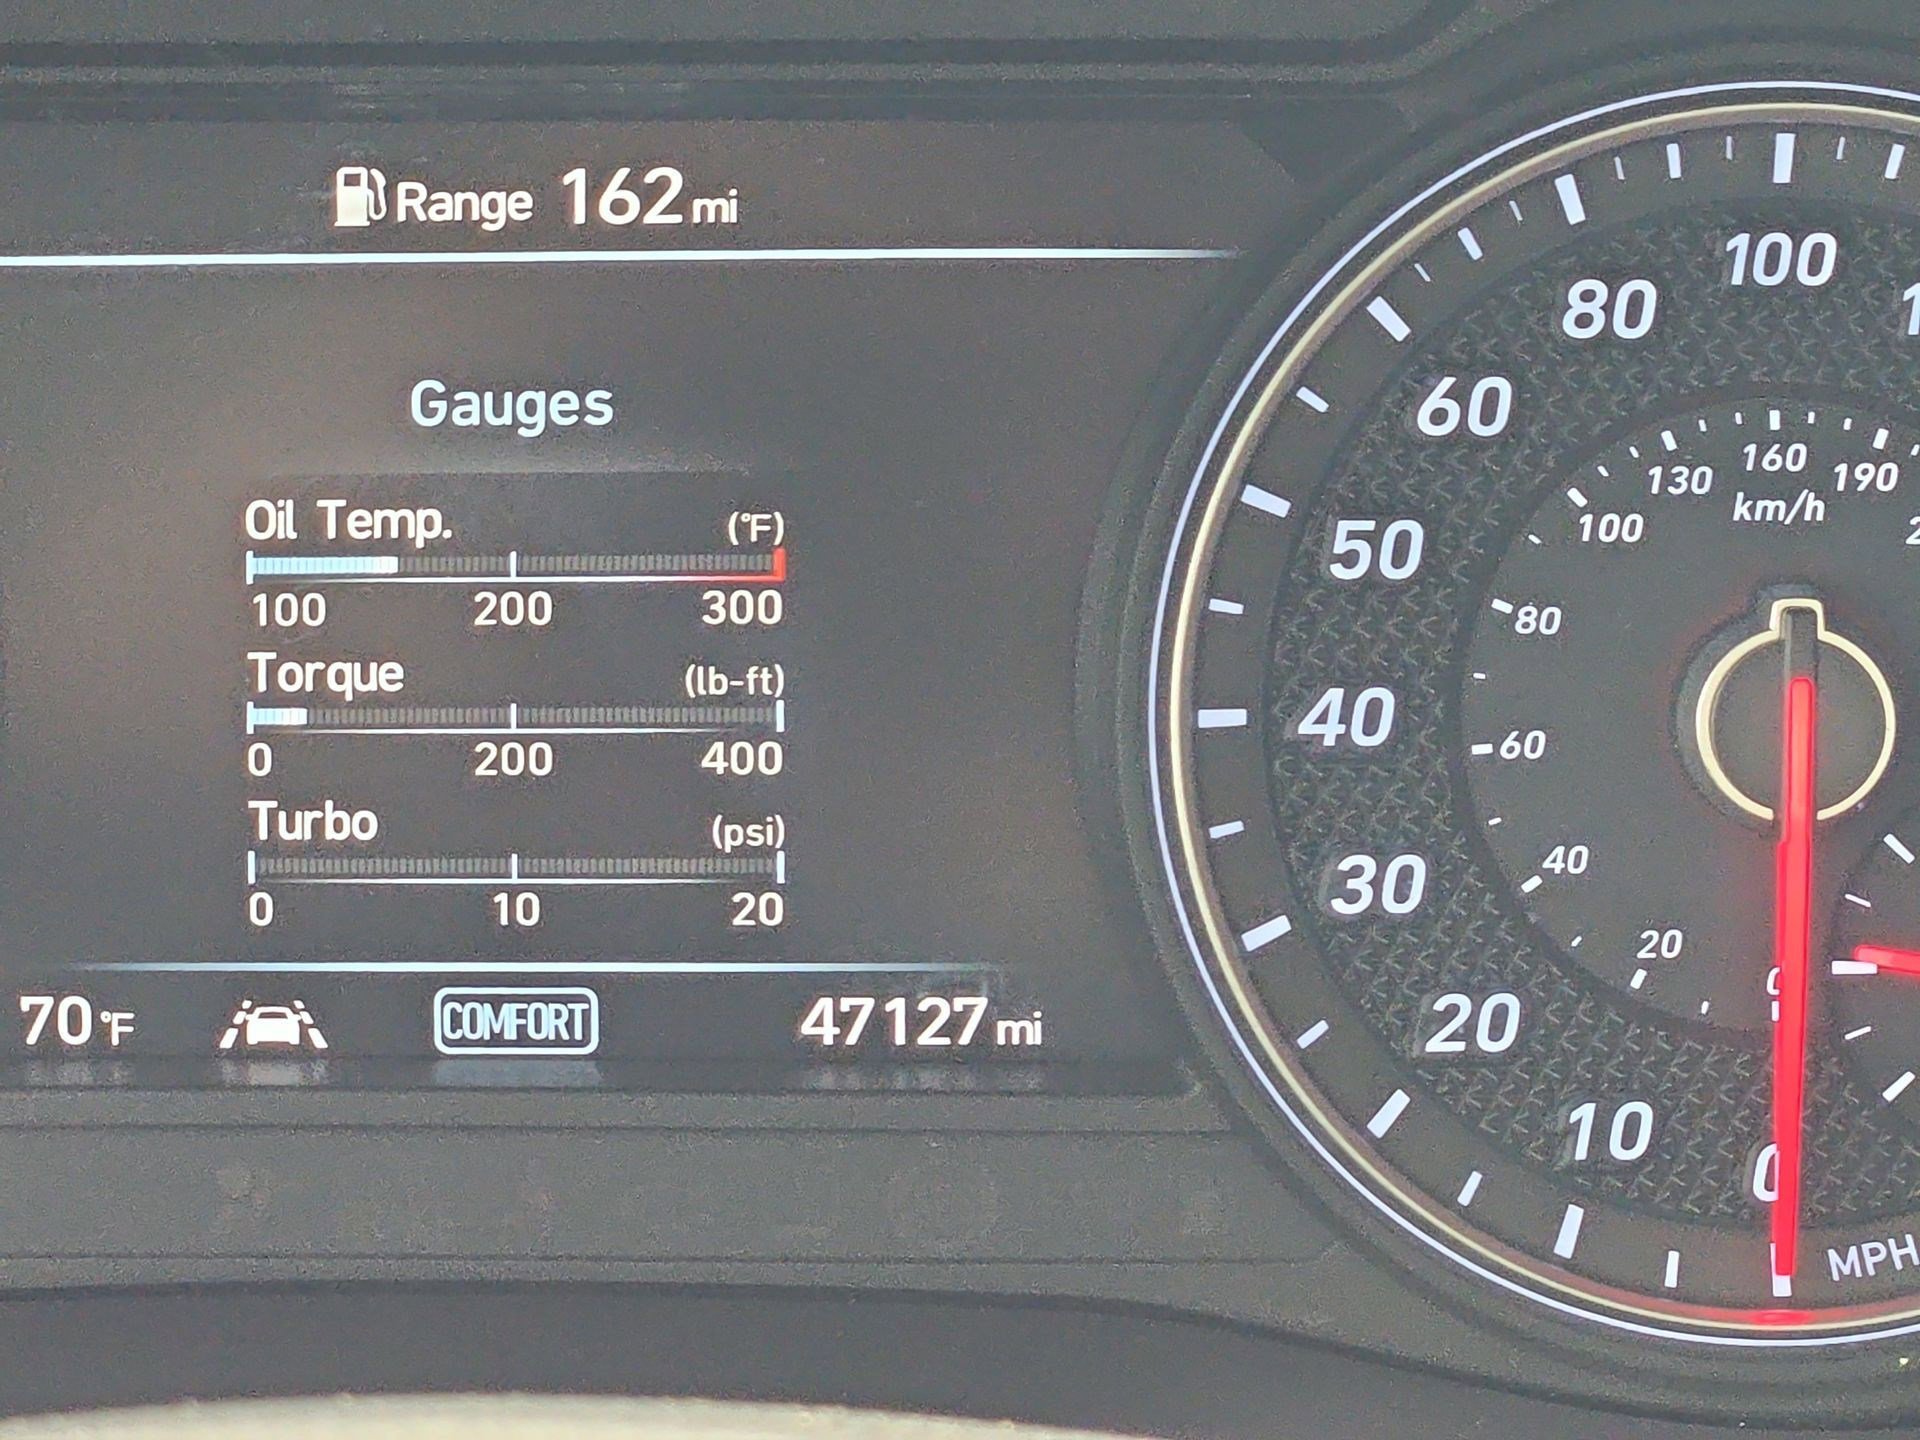 Range 162 mi
Gauges
Oil Temp. (°F)
100 200 300
Torque (lb-ft)
0 200 400
Turbo (psi)
0 10 20
70°F COMFORT 47127 mi
0
10
20
30
40
50
60
80
100
MPH
0
20
40
60
80
100
130
160
190
km/h